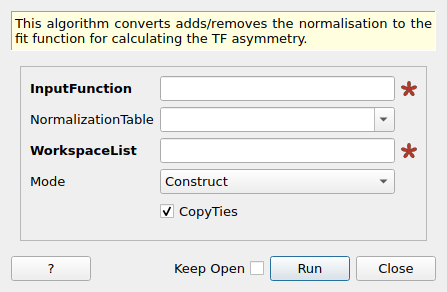 This algorithm converts adds/removes the normalisation to the
fit function for calculating the TF asymmetry.
InputFunction
NormalizationTable
WorkspaceList
Mode Construct
CopyTies
? Keep Open Run Close